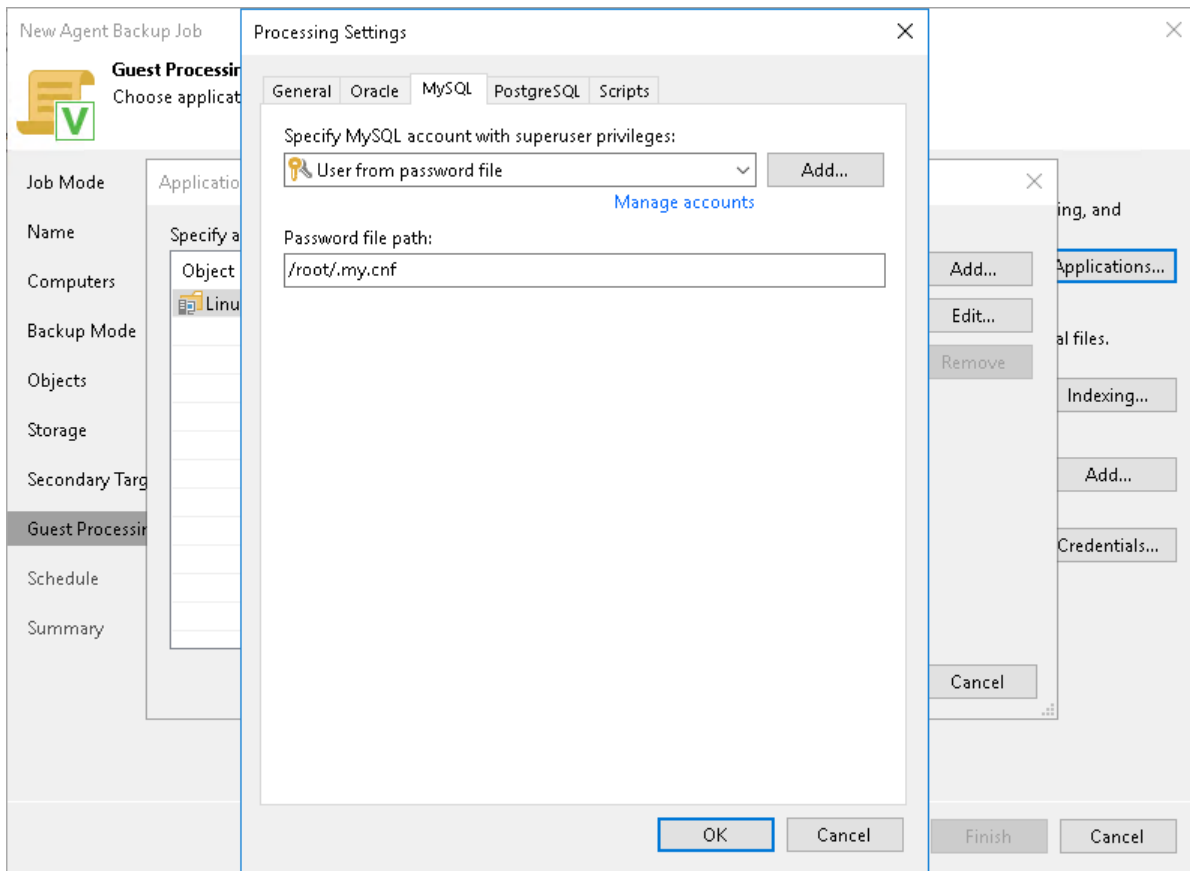 New Agent Backup Job
Guest Processir
Choose applicat
Job Mode
Name
Computers
Backup Mode
Objects
Storage
Secondary Targ
Guest Processir
Schedule
Summary
Applicatio
Specify a
Object
Linu
Processing Settings
General Oracle MySQL PostgreSQL Scripts
Specify MySQL account with superuser privileges:
User from password file
Add...
Manage accounts
Password file path:
/root/.my.cnf
OK Cancel
Add...
Edit...
Remove
Cancel
ing, and
Applications...
al files.
Indexing...
Add...
Credentials...
Finish Cancel